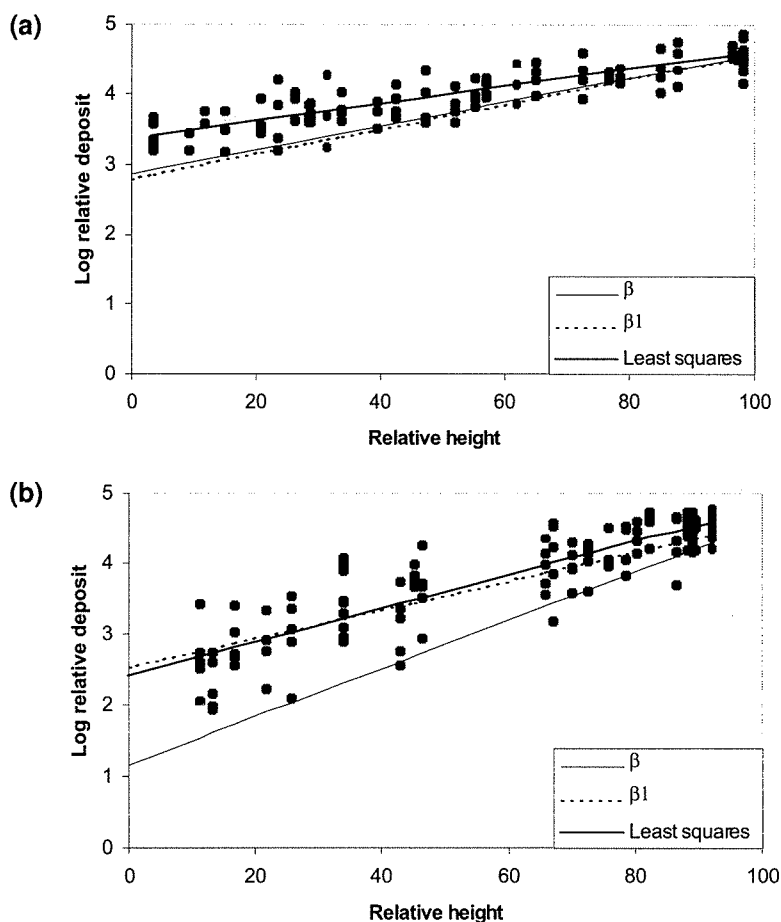 (a)
5
4
3
2
1
0
Log relative deposit
β
β1
Least squares
0 20 40 60 80 100
Relative height
(b)
5
4
3
2
1
0
Log relative deposit
β
β1
Least squares
0 20 40 60 80 100
Relative height